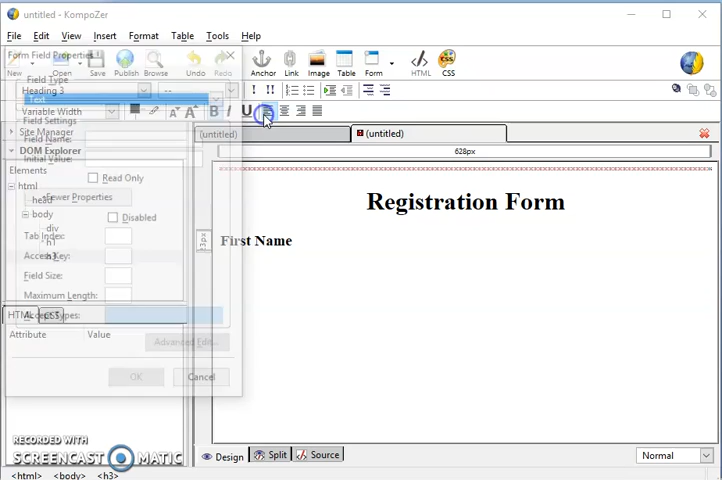 untitled - KompoZer
File Edit View Insert Format Table Tools Help
Form Field Properties
New Open Save Publish Browse Undo Redo Anchor Link Image Table Form HTML CSS
Field Type
Heading 3
Text
Variable Width
Field Settings
Site Manager
(untitled)
(untitled)
Field Name:
DOM Explorer
628px
Initial Value:
Elements
Read Only
html
Fewer Properties
head
Registration Form
body
Disabled
div
Tab Index:
h1
First Name
h3
Access Key:
Field Size:
Maximum Length:
HTML CSS
Accept Types:
Attribute Value
Advanced Edit...
OK Cancel
RECORDED WITH
SCREENCAST MATIC
Design Split Source Normal
<html> <body> <h3>